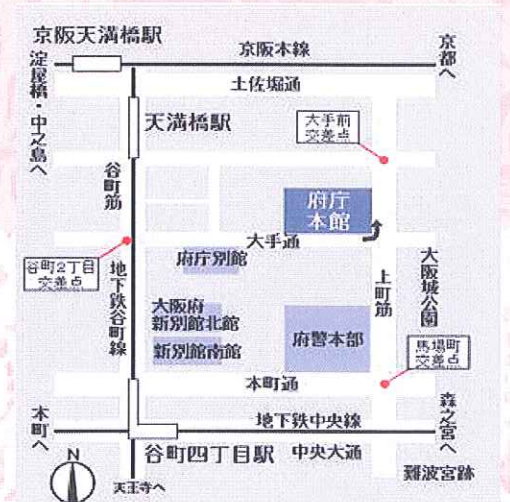 京阪天満橋駅
京阪本線
京都へ
淀屋橋・中之島へ
土佐堀通
天満橋駅
大手前
交差点
谷町筋
府庁
本館
大手通
府庁別館
谷町2丁目
交差点
地下鉄谷町線
上町筋
大阪城公園
大阪府
新別館北館
新別館南館
府警本部
馬場町
交差点
本町通
本町へ
地下鉄中央線
森之宮へ
谷町四丁目駅
中央大通
難波宮跡
N
天王寺へ